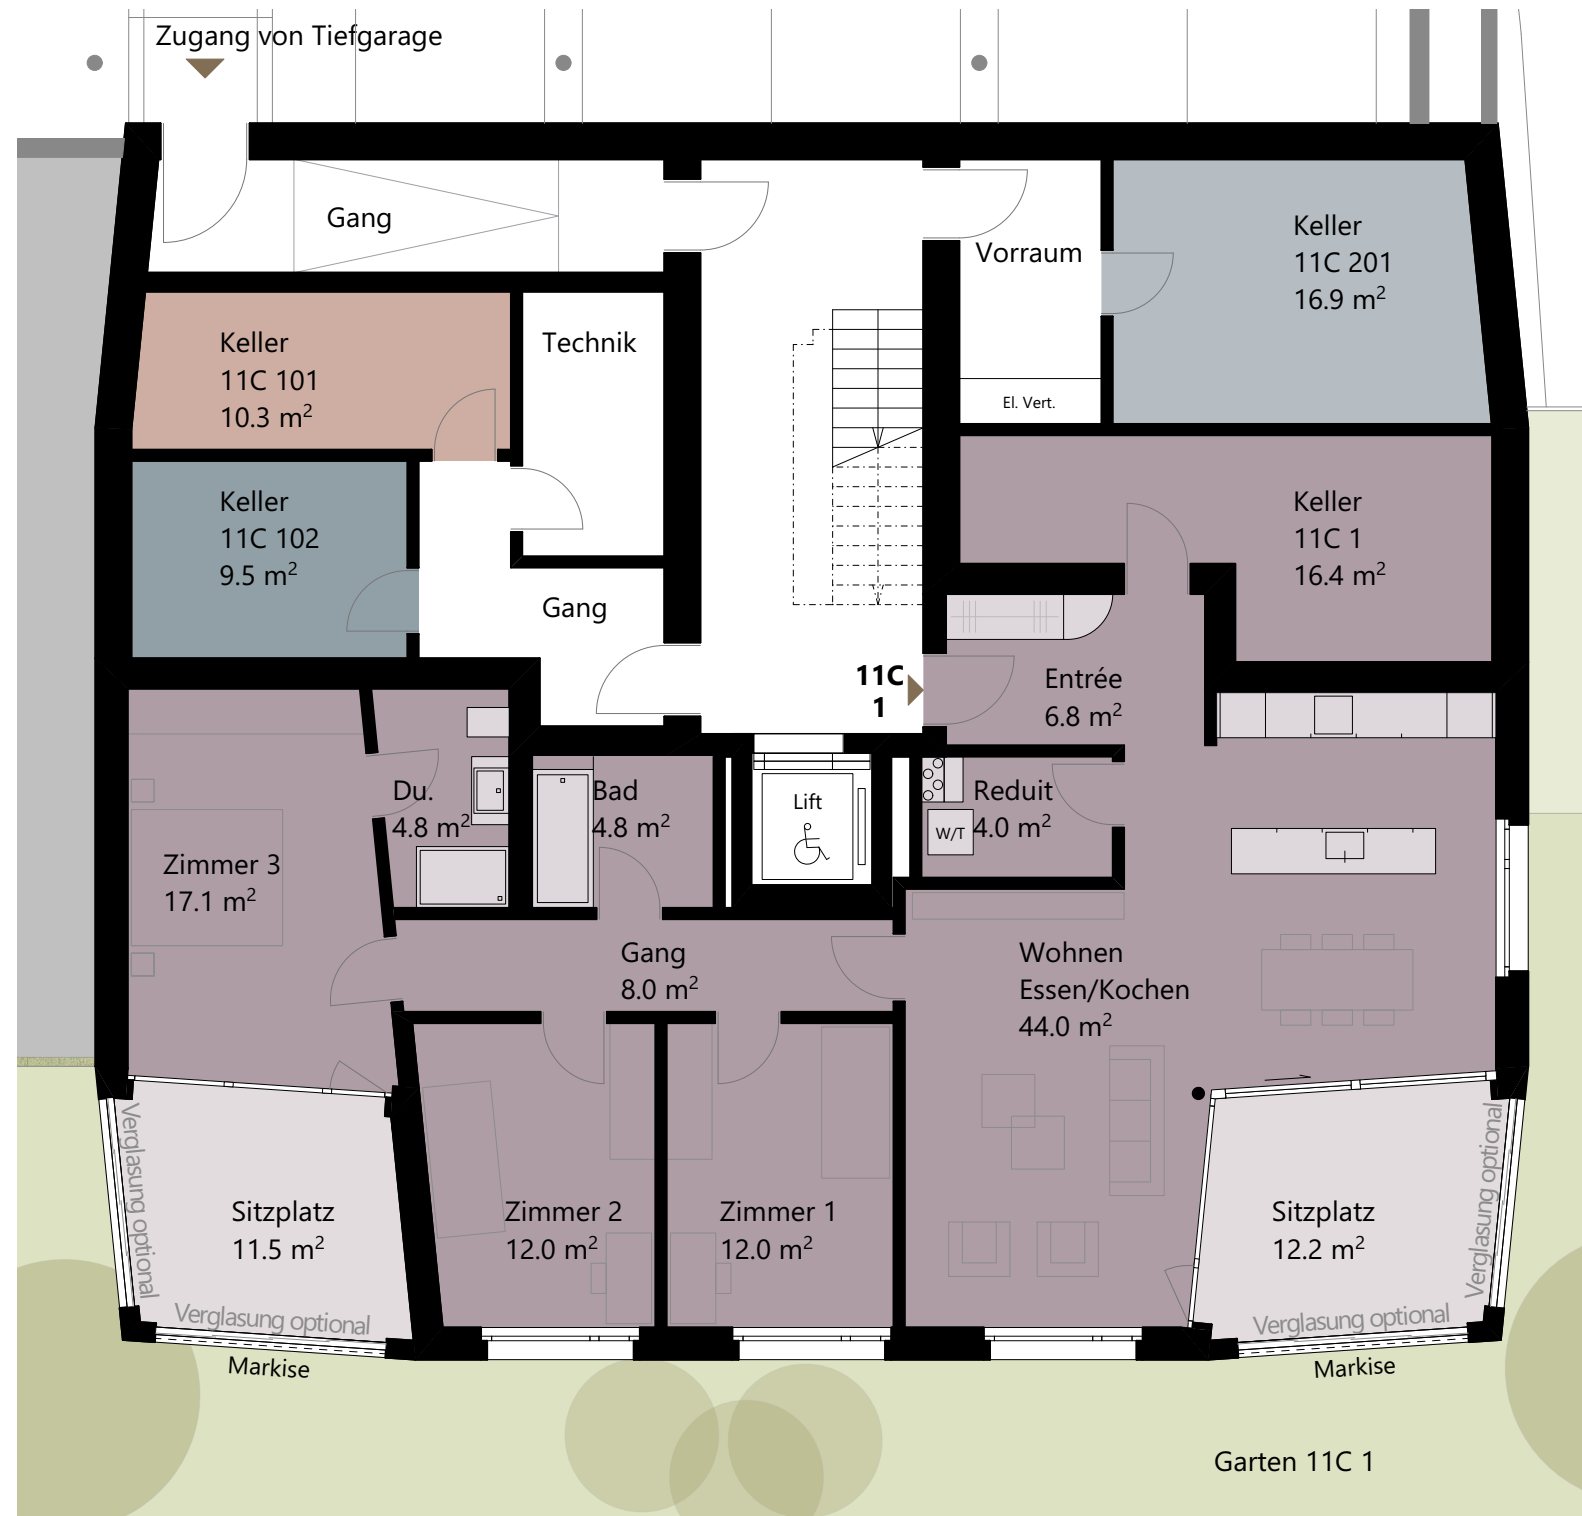 Zugang von Tiefgarage
Gang
Vorraum
Keller
11C 201
16.9 m²
Keller
11C 101
10.3 m²
Technik
El. Vert.
Keller
11C 102
9.5 m²
Keller
11C 1
16.4 m²
Gang
11C
1
Entrée
6.8 m²
Du.
4.8 m²
Bad
4.8 m²
Lift
Reduit
4.0 m²
W/T
Zimmer 3
17.1 m²
Gang
8.0 m²
Wohnen
Essen/Kochen
44.0 m²
Verglasung optional
Sitzplatz
11.5 m²
Verglasung optional
Markise
Zimmer 2
12.0 m²
Zimmer 1
12.0 m²
Sitzplatz
12.2 m²
Verglasung optional
Verglasung optional
Markise
Garten 11C 1